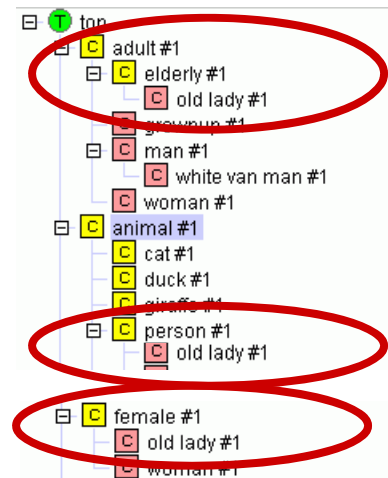 T top
C adult #1
C elderly #1
C old lady #1
C grownup #1
C man #1
C white van man #1
C woman #1
C animal #1
C cat #1
C duck #1
C giraffe #1
C person #1
C old lady #1
C female #1
C old lady #1
C woman #1